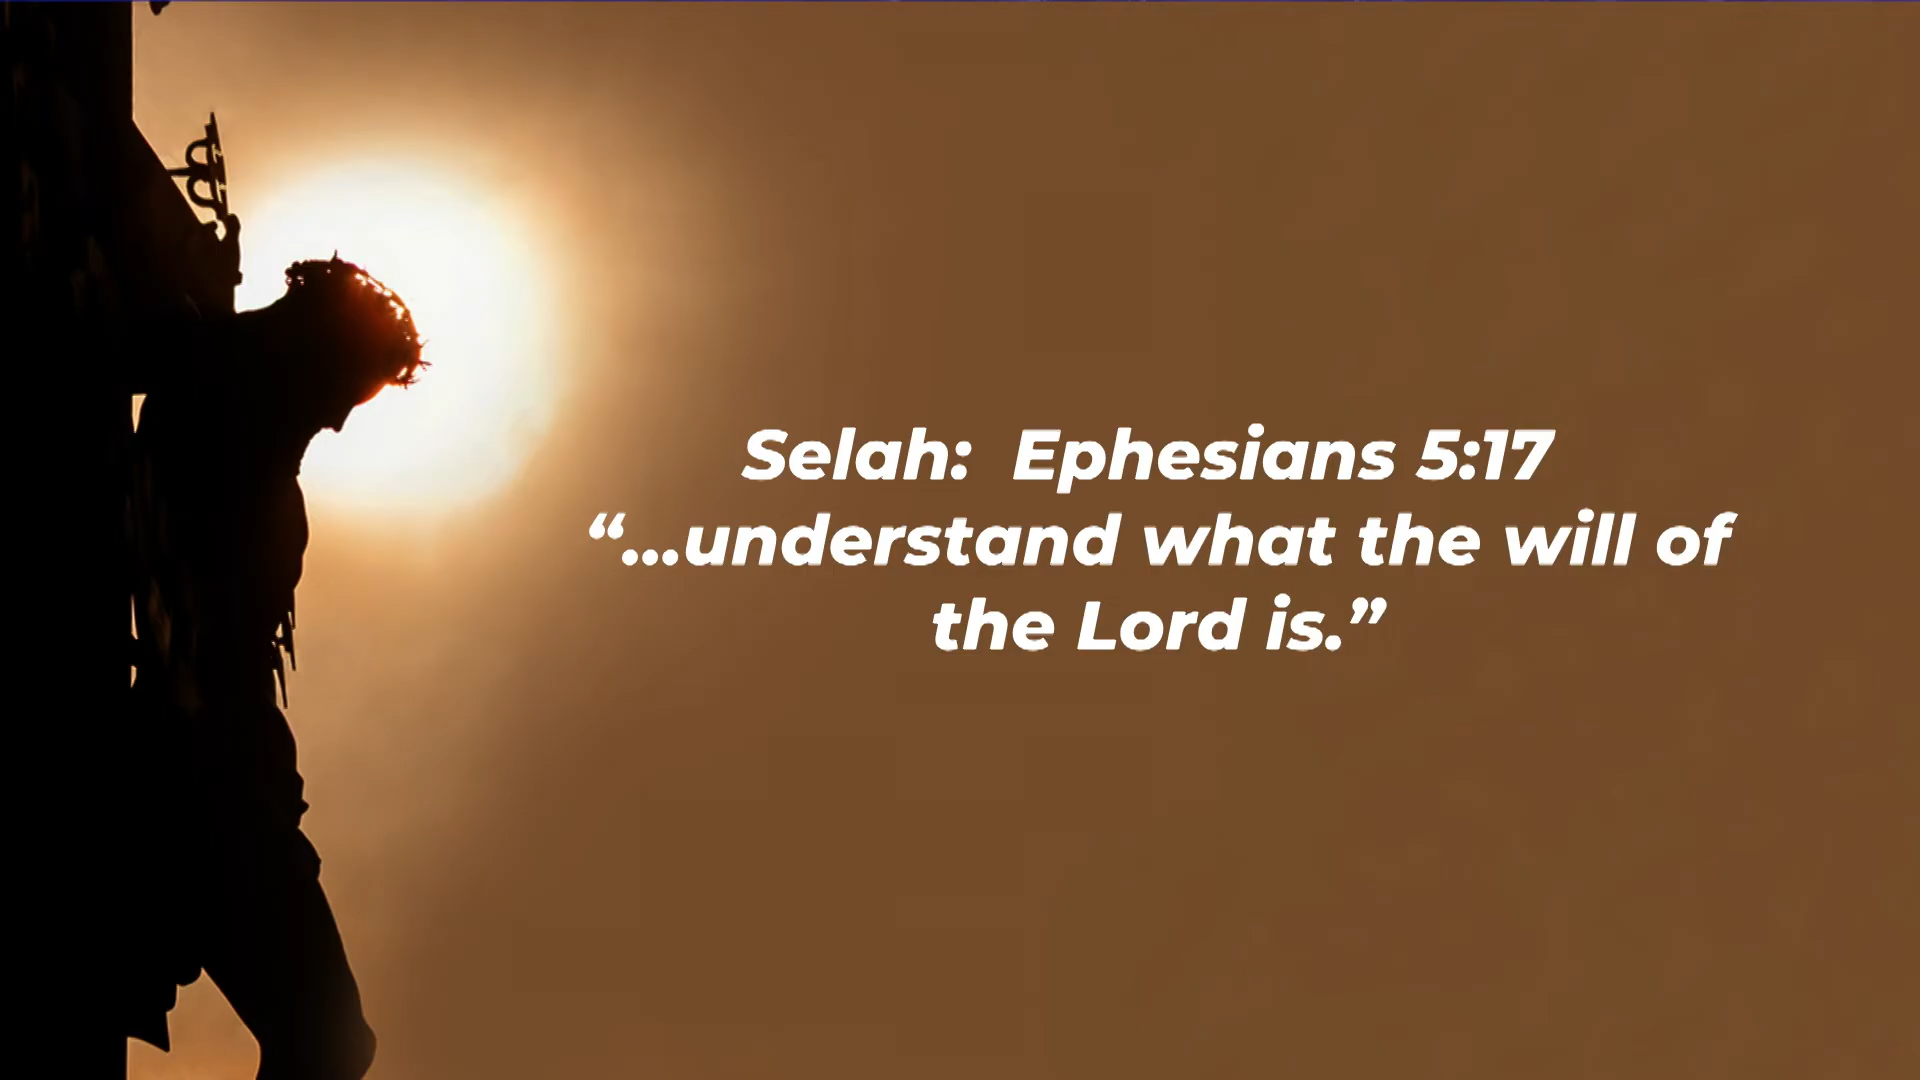 Selah:  Ephesians 5:17
“...understand what the will of
the Lord is.”